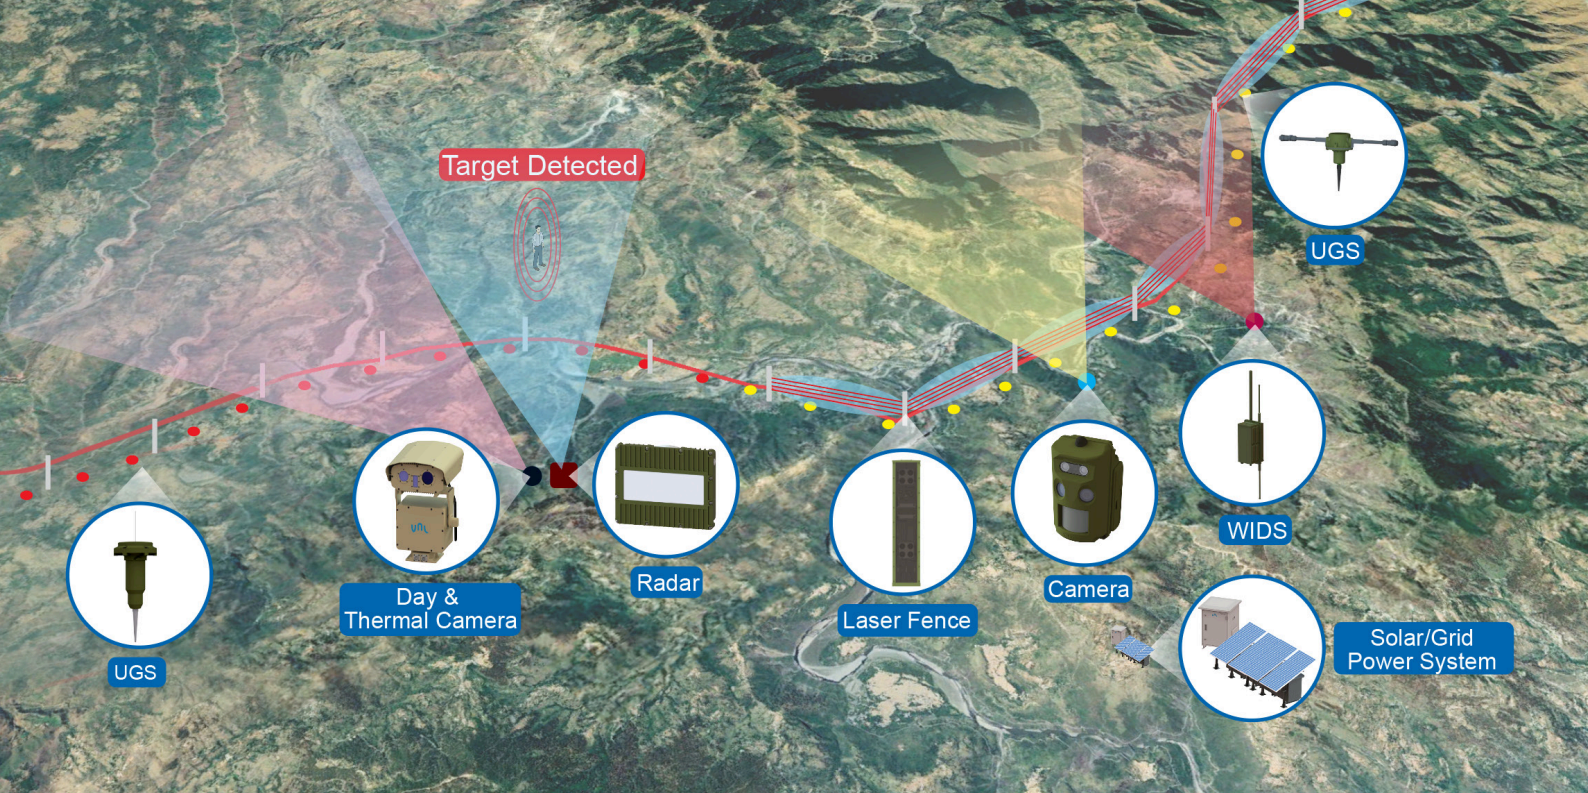 Target Detected
UGS
UGS
Day &
Thermal Camera
Radar
Laser Fence
Camera
WIDS
Solar/Grid
Power System